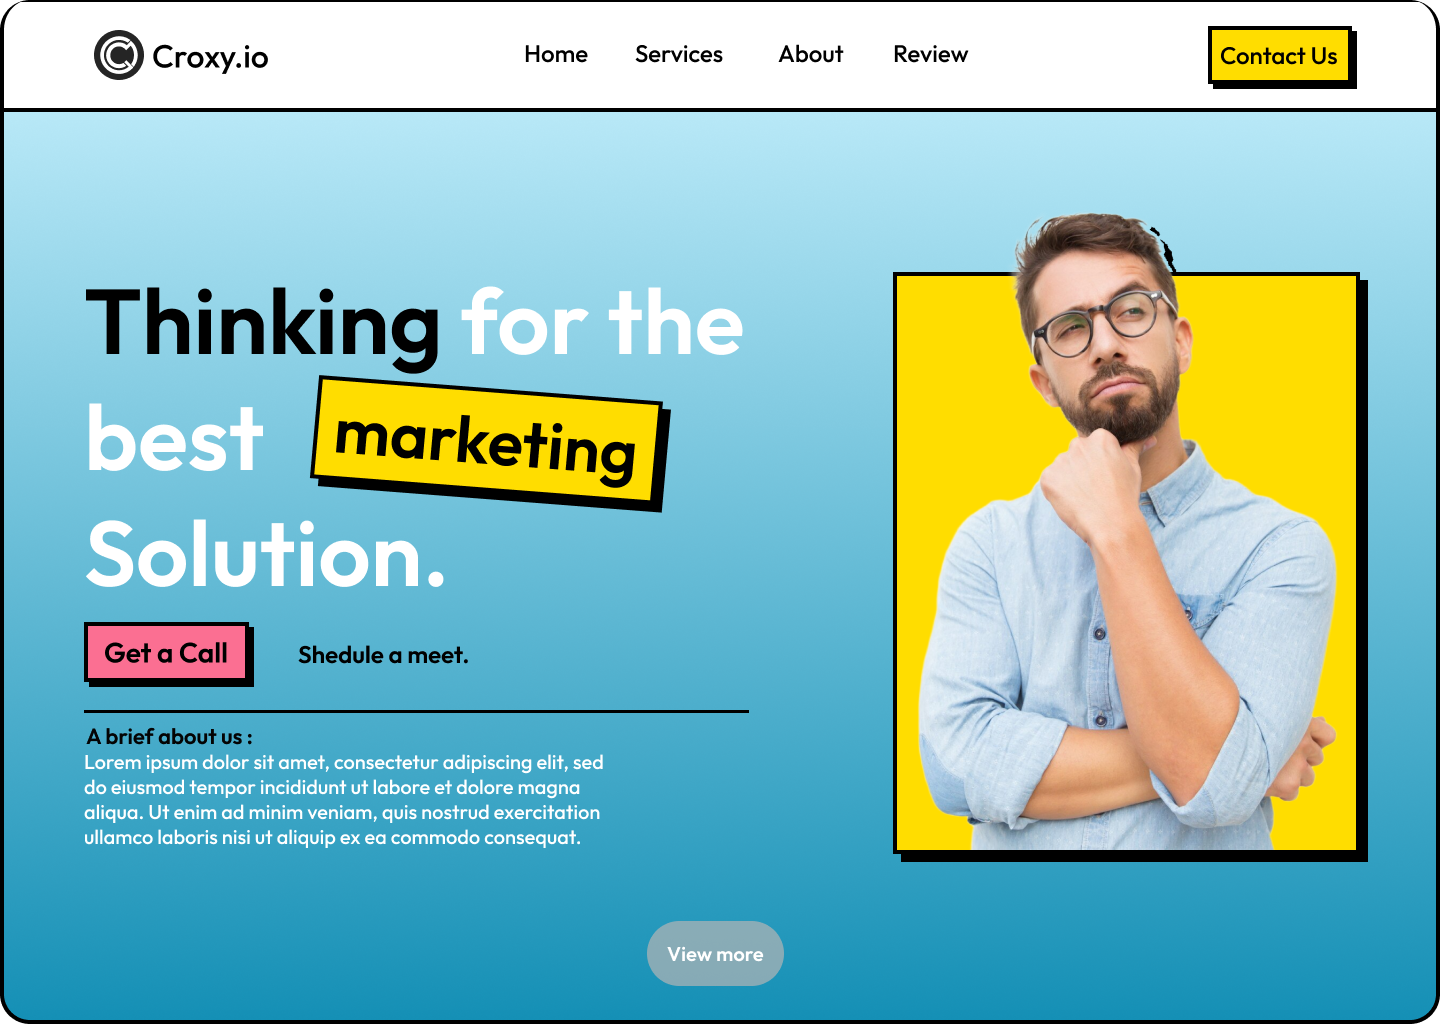 Croxy.io
Home Services About Review
Contact Us
Thinking for the
best marketing
Solution.
Get a Call Shedule a meet.
A brief about us :
Lorem ipsum dolor sit amet, consectetur adipiscing elit, sed
do eiusmod tempor incididunt ut labore et dolore magna
aliqua. Ut enim ad minim veniam, quis nostrud exercitation
ullamco laboris nisi ut aliquip ex ea commodo consequat.
View more